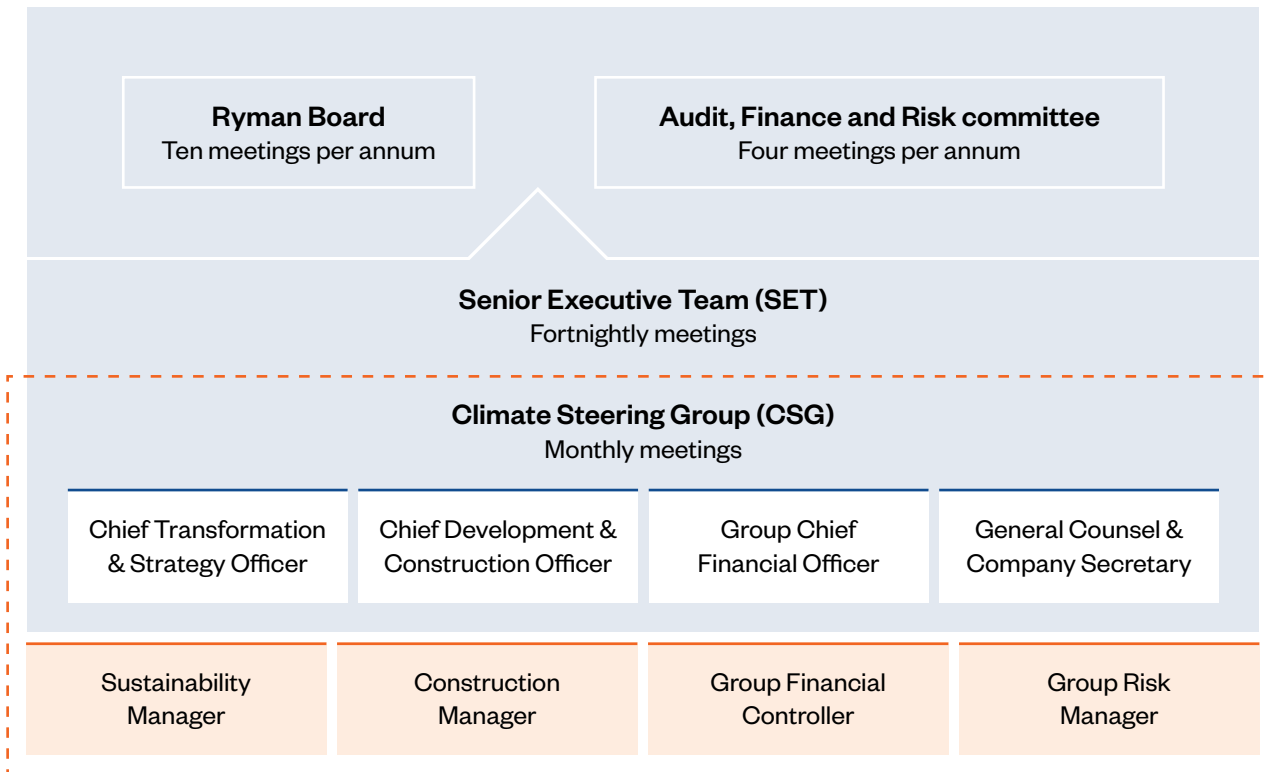 Ryman Board
Ten meetings per annum
Audit, Finance and Risk committee
Four meetings per annum
Senior Executive Team (SET)
Fortnightly meetings
Climate Steering Group (CSG)
Monthly meetings
Chief Transformation
& Strategy Officer
Chief Development &
Construction Officer
Group Chief
Financial Officer
General Counsel &
Company Secretary
Sustainability
Manager
Construction
Manager
Group Financial
Controller
Group Risk
Manager